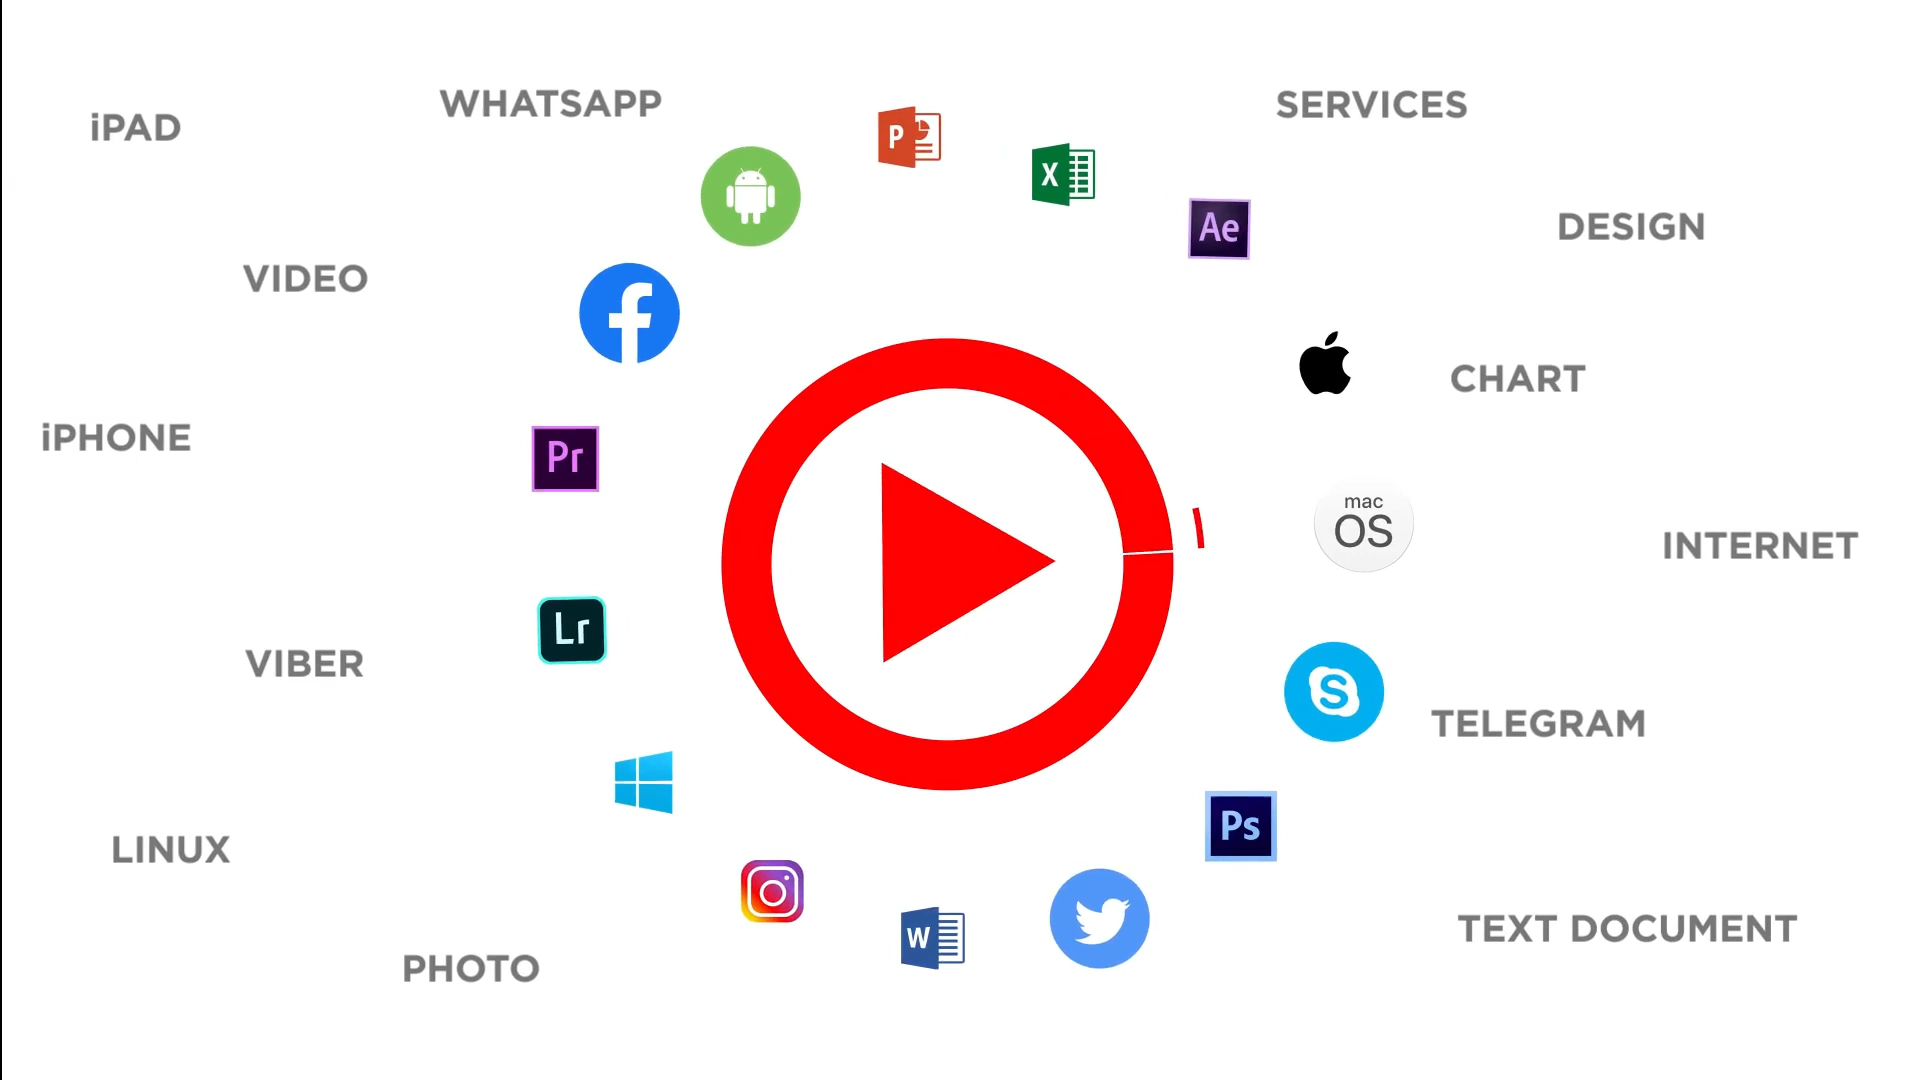 WHATSAPP
SERVICES
iPAD
P
X
Ae
DESIGN
VIDEO
f
CHART
iPHONE
Pr
mac
OS
INTERNET
Lr
VIBER
S
TELEGRAM
Ps
LINUX
W
TEXT DOCUMENT
PHOTO